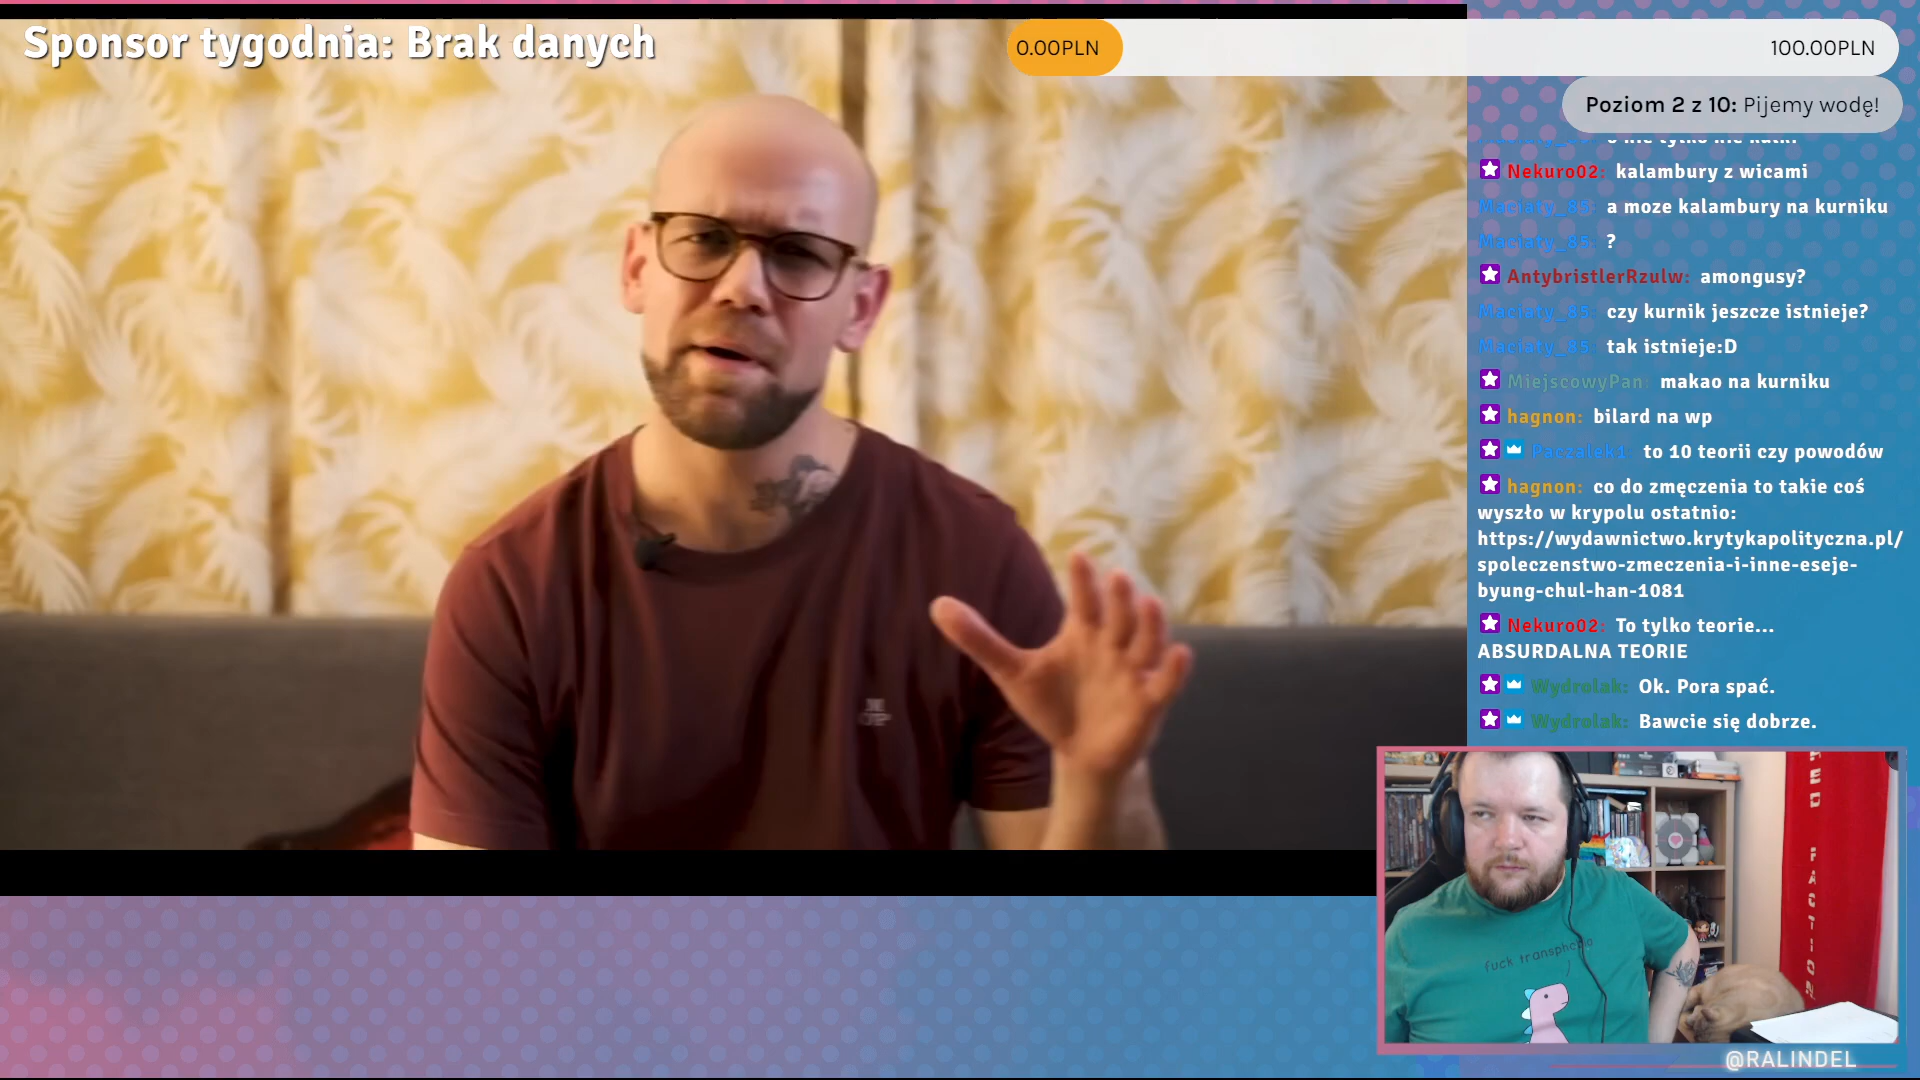 Sponsor tygodnia: Brak danych
0.00PLN
100.00PLN
Poziom 2 z 10: Pijemy wodę!
Nekuro02: kalambury z wicami
Maciaty_85: a moze kalambury na kurniku
Maciaty_85: ?
AntybristlerRzulw: amongusy?
Maciaty_85: czy kurnik jeszcze istnieje?
Maciaty_85: tak istnieje:D
MiejscowyPan: makao na kurniku
hagnon: bilard na wp
Paczalek1: to 10 teorii czy powodów
hagnon: co do zmęczenia to takie coś
wyszło w krypolu ostatnio:
https://wydawnictwo.krytykapolityczna.pl/
spoleczenstwo-zmeczenia-i-inne-eseje-
byung-chul-han-1081
Nekuro02: To tylko teorie...
ABSURDALNA TEORIE
Wydrolak: Ok. Pora spać.
Wydrolak: Bawcie się dobrze.
fuck transphobia
@RALINDEL